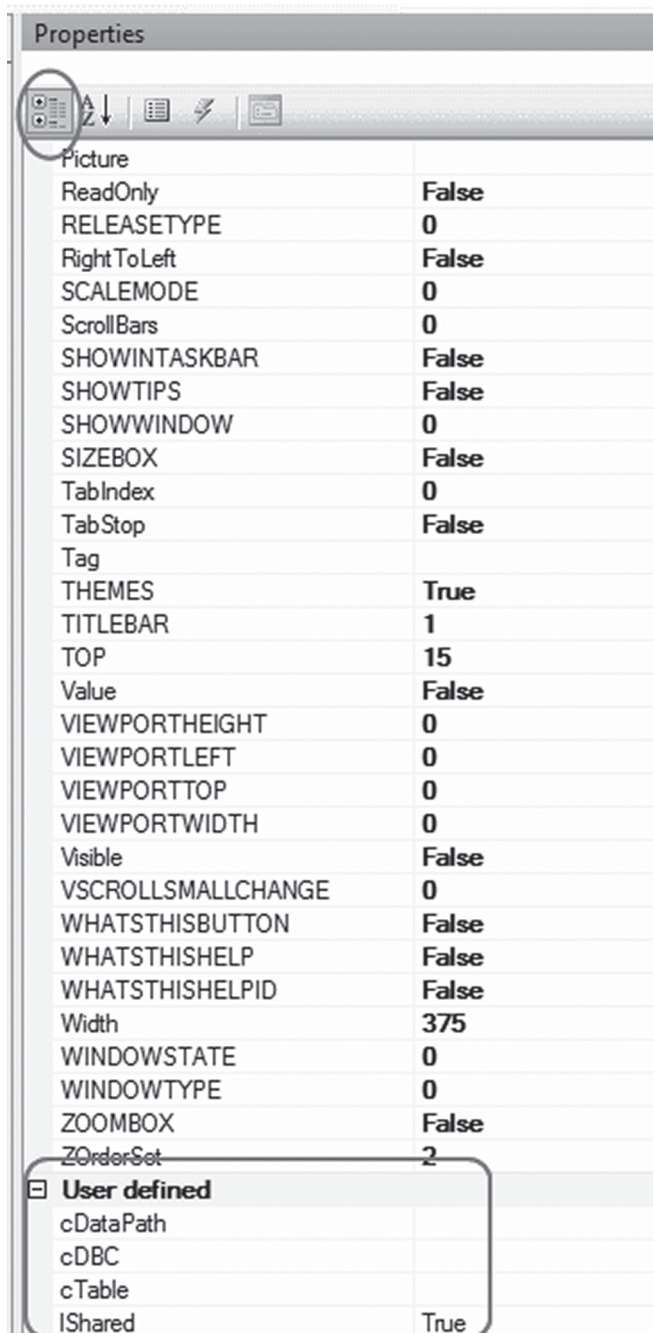 Properties
A
Z
Picture
ReadOnly False
RELEASETYPE 0
RightToLeft False
SCALEMODE 0
ScrollBars 0
SHOWINTASKBAR False
SHOWTIPS False
SHOWWINDOW 0
SIZEBOX False
TabIndex 0
TabStop False
Tag
THEMES True
TITLEBAR 1
TOP 15
Value False
VIEWPORTHEIGHT 0
VIEWPORTLEFT 0
VIEWPORTTOP 0
VIEWPORTWIDTH 0
Visible False
VSCROLLSMALLCHANGE 0
WHATSTHISBUTTON False
WHATSTHISHELP False
WHATSTHISHELPID False
Width 375
WINDOWSTATE 0
WINDOWTYPE 0
ZOOMBOX False
ZOrderSet 2
User defined
cDataPath
cDBC
cTable
lShared True